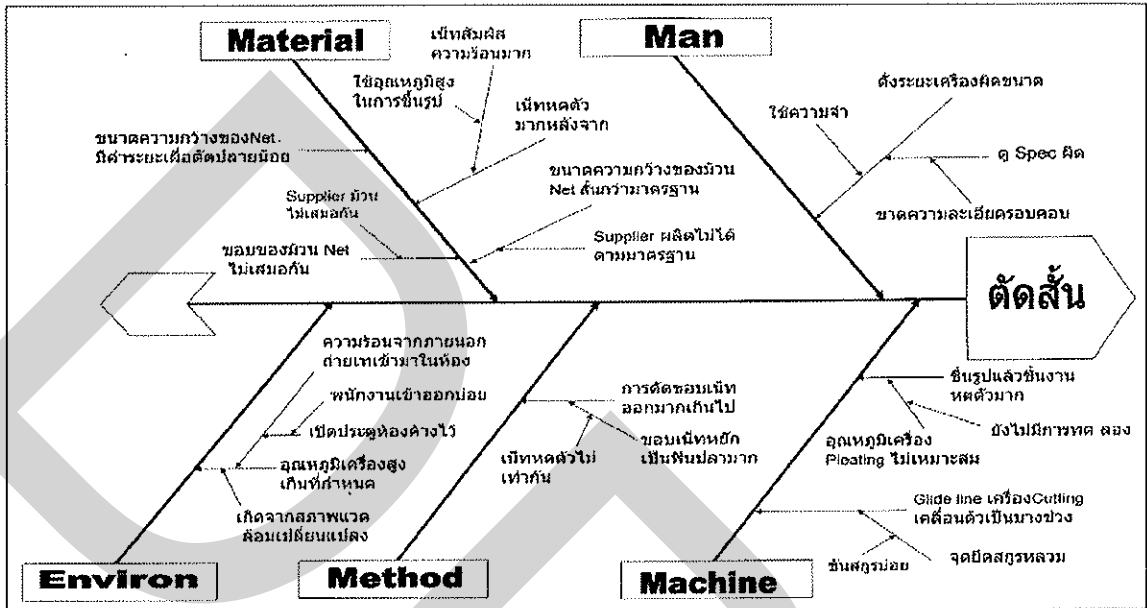 Material
Man
เน็ทสัมผัส
ความร้อนมาก
ใช้อุณหภูมิสูง
ในการขึ้นรูป
เน็ทหดตัว
มากหลังจาก
ขนาดความกว้างของNet
มีค่าระยะเผื่อตัดปลายน้อย
ขนาดความกว้างของม้วน
Net สั้นกว่ามาตรฐาน
Supplier ม้วน
ไม่เสมอกัน
Supplier ผลิตไม่ได้
ตามมาตรฐาน
ขอบของม้วน Net
ไม่เสมอกัน
ตั้งระยะเครื่องผิดขนาด
ใช้ความจำ
ดู Spec ผิด
ขาดความละเอียดรอบคอบ
ตัดสั้น
ความร้อนจากภายนอก
ถ่ายเทเข้ามาในห้อง
พนักงานเข้าออกบ่อย
เปิดประตูห้องค้างไว้
อุณหภูมิเครื่องสูง
เกินที่กำหนด
เกิดจากสภาพแวด
ล้อมเปลี่ยนแปลง
การตัดขอบเน็ท
ออกมากเกินไป
ขอบเน็ทหยัก
เป็นฟันปลามาก
เน็ทหดตัวไม่
เท่ากัน
ขึ้นรูปแล้วชิ้นงาน
หดตัวมาก
ยังไม่มีการทด ลอง
อุณหภูมิเครื่อง
Pleating ไม่เหมาะสม
Glide line เครื่องCutting
เคลื่อนตัวเป็นบางช่วง
ขันสกรูบ่อย
จุดยึดสกรูหลวม
Environ
Method
Machine